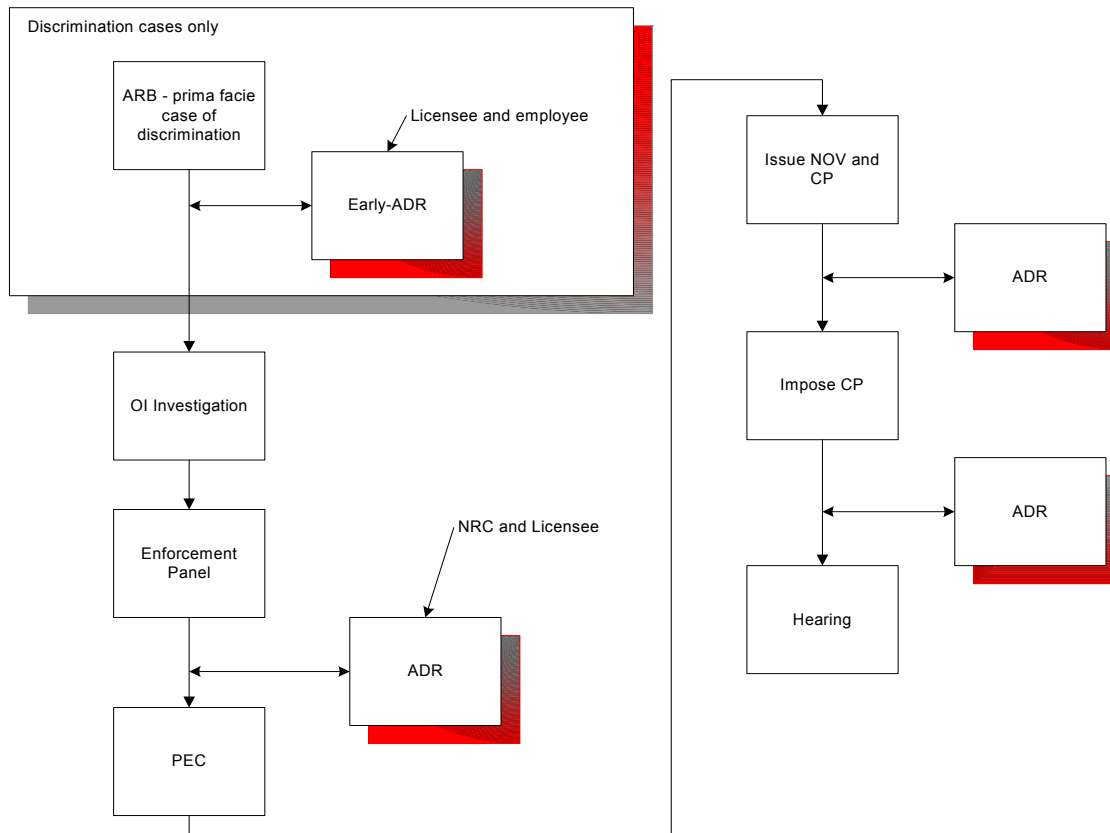 Discrimination cases only
ARB - prima facie
case of
discrimination
Licensee and employee
Early-ADR
OI Investigation
Enforcement
Panel
NRC and Licensee
ADR
PEC
Issue NOV and
CP
ADR
Impose CP
ADR
Hearing